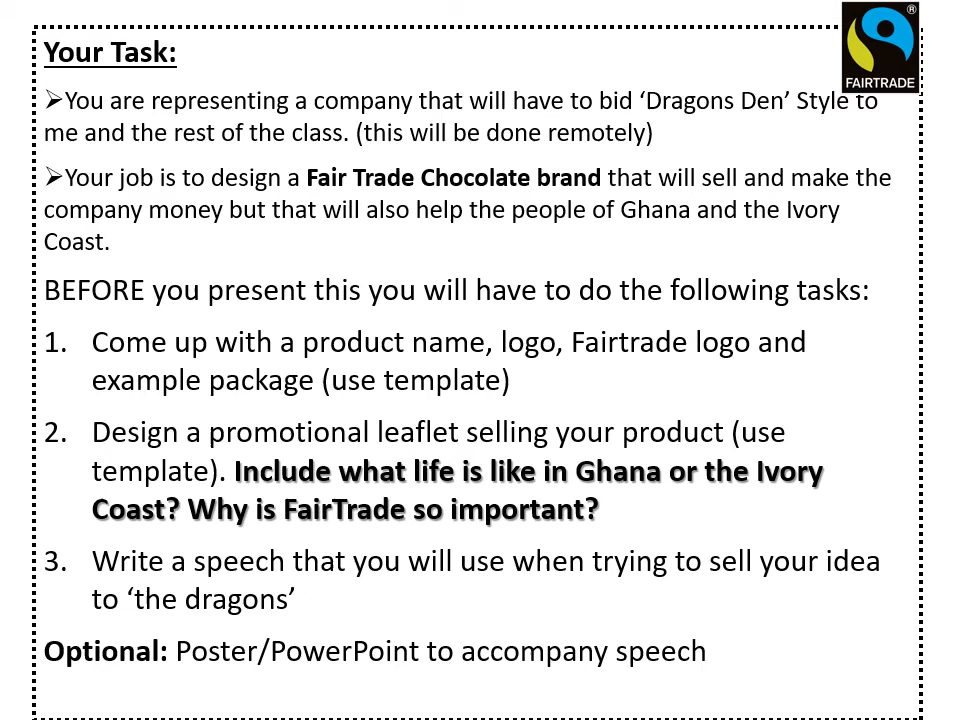 Your Task:
®
FAIRTRADE
➢You are representing a company that will have to bid ‘Dragons Den’ Style to
me and the rest of the class. (this will be done remotely)
➢Your job is to design a Fair Trade Chocolate brand that will sell and make the
company money but that will also help the people of Ghana and the Ivory
Coast.
BEFORE you present this you will have to do the following tasks:
1. Come up with a product name, logo, Fairtrade logo and
example package (use template)
2. Design a promotional leaflet selling your product (use
template). Include what life is like in Ghana or the Ivory
Coast? Why is FairTrade so important?
3. Write a speech that you will use when trying to sell your idea
to ‘the dragons’
Optional: Poster/PowerPoint to accompany speech